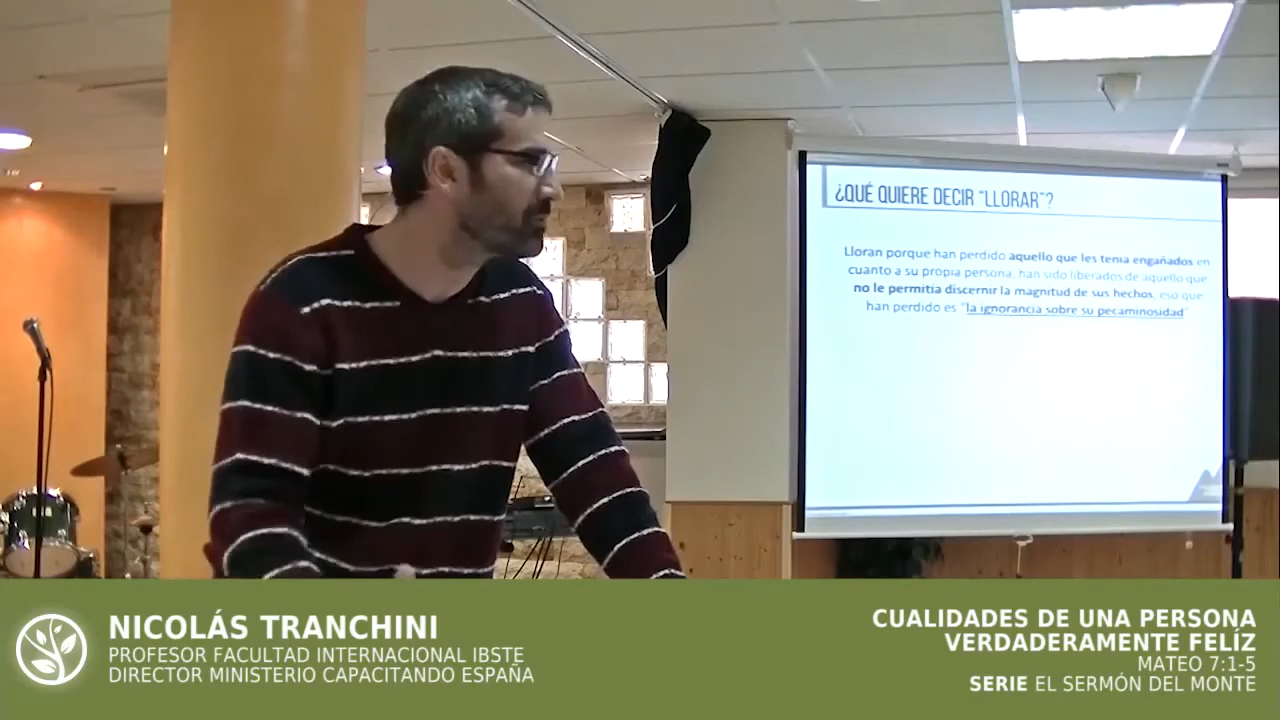 ¿QUÉ QUIERE DECIR "LLORAR"?
Lloran porque han perdido aquello que les tenia engañados en
cuanto a su propia persona, han sido liberados de aquello que
no le permitia discernir la magnitud de sus hechos, eso que
han perdido es "la ignorancia sobre su pecaminosidad"
NICOLÁS TRANCHINI
PROFESOR FACULTAD INTERNACIONAL IBSTE
DIRECTOR MINISTERIO CAPACITANDO ESPAÑA
CUALIDADES DE UNA PERSONA
VERDADERAMENTE FELÍZ
MATEO 7:1-5
SERIE EL SERMÓN DEL MONTE